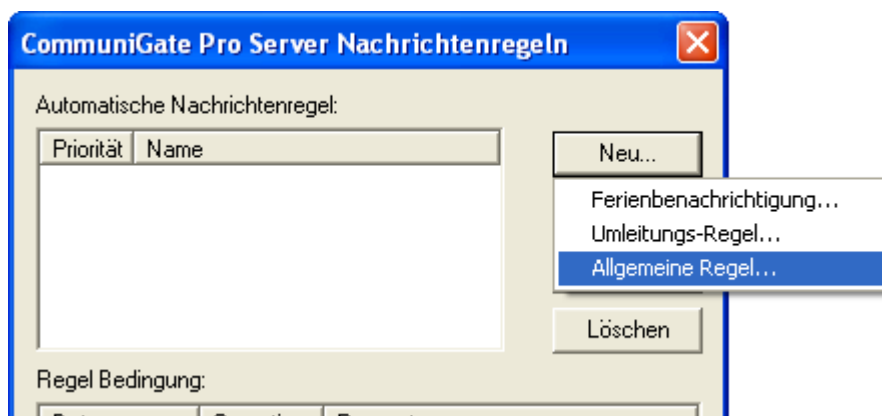 CommuniGate Pro Server Nachrichtenregeln
Automatische Nachrichtenregel:
Priorität Name
Neu...
Ferienbenachrichtigung...
Umleitungs-Regel...
Allgemeine Regel...
Löschen
Regel Bedingung: